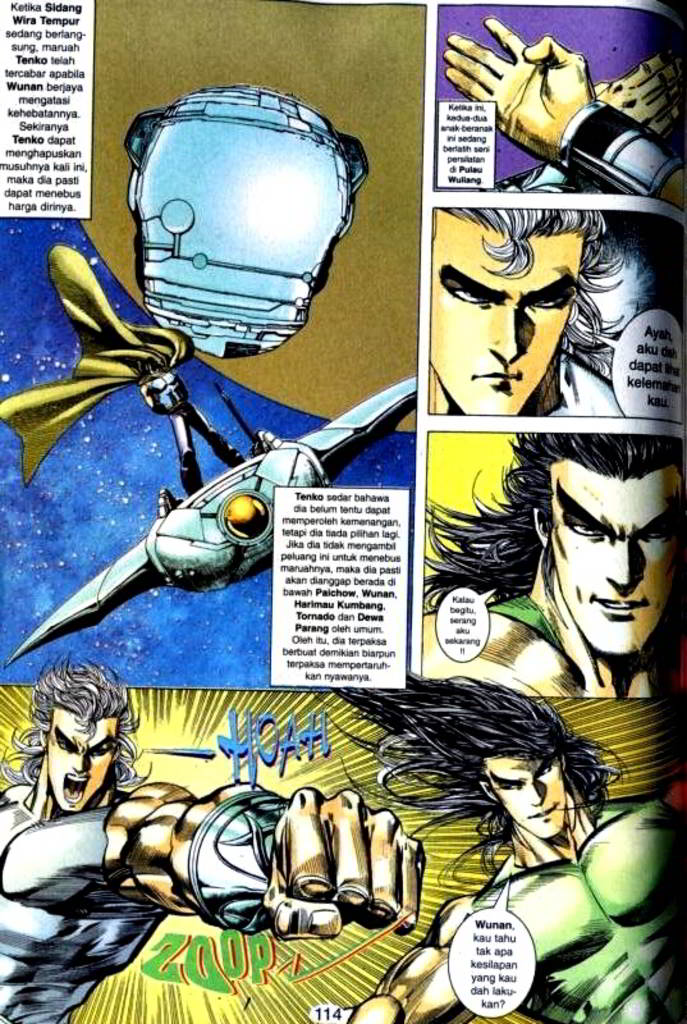 Ketika Sidang
Wira Tempur
sedang berlang-
sung, maruah
Tenko telah
tercabar apabila
Wunan berjaya
mengatasi
kehebatannya.
Sekiranya
Tenko dapat
menghapuskan
musuhnya kali ini,
maka dia pasti
dapat menebus
harga dirinya.
Ketika ini,
kedua-dua
anak-beranak
ini sedang
berlatih seni
persilatan
di Pulau
Wuliang.
Ayah,
aku dah
dapat lihat
kelemahan
kau.
Tenko sedar bahawa
dia belum tentu dapat
memperoleh kemenangan,
tetapi dia tiada pilihan lagi.
Jika dia tidak mengambil
peluang ini untuk menebus
maruahnya, maka dia pasti
akan dianggap berada di
bawah Paichow, Wunan,
Harimau Kumbang,
Tornado dan Dewa
Parang oleh umum.
Oleh itu, dia terpaksa
berbuat demikian biarpun
terpaksa mempertaruh-
kan nyawanya.
Kalau
begitu,
serang
aku
sekarang
!!
HOAH
ZOOP
Wunan,
kau tahu
tak apa
kesilapan
yang kau
dah laku-
kan?
114